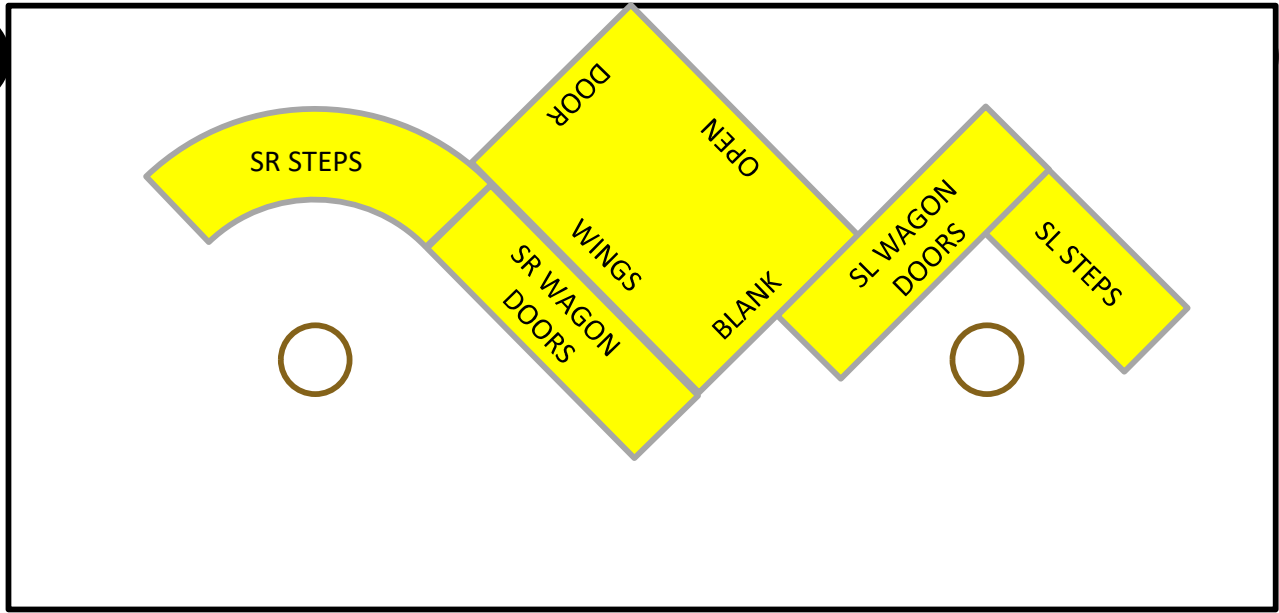 DOOR
OPEN
SR STEPS
WINGS
BLANK
SR WAGON
DOORS
SL WAGON
DOORS
SL STEPS